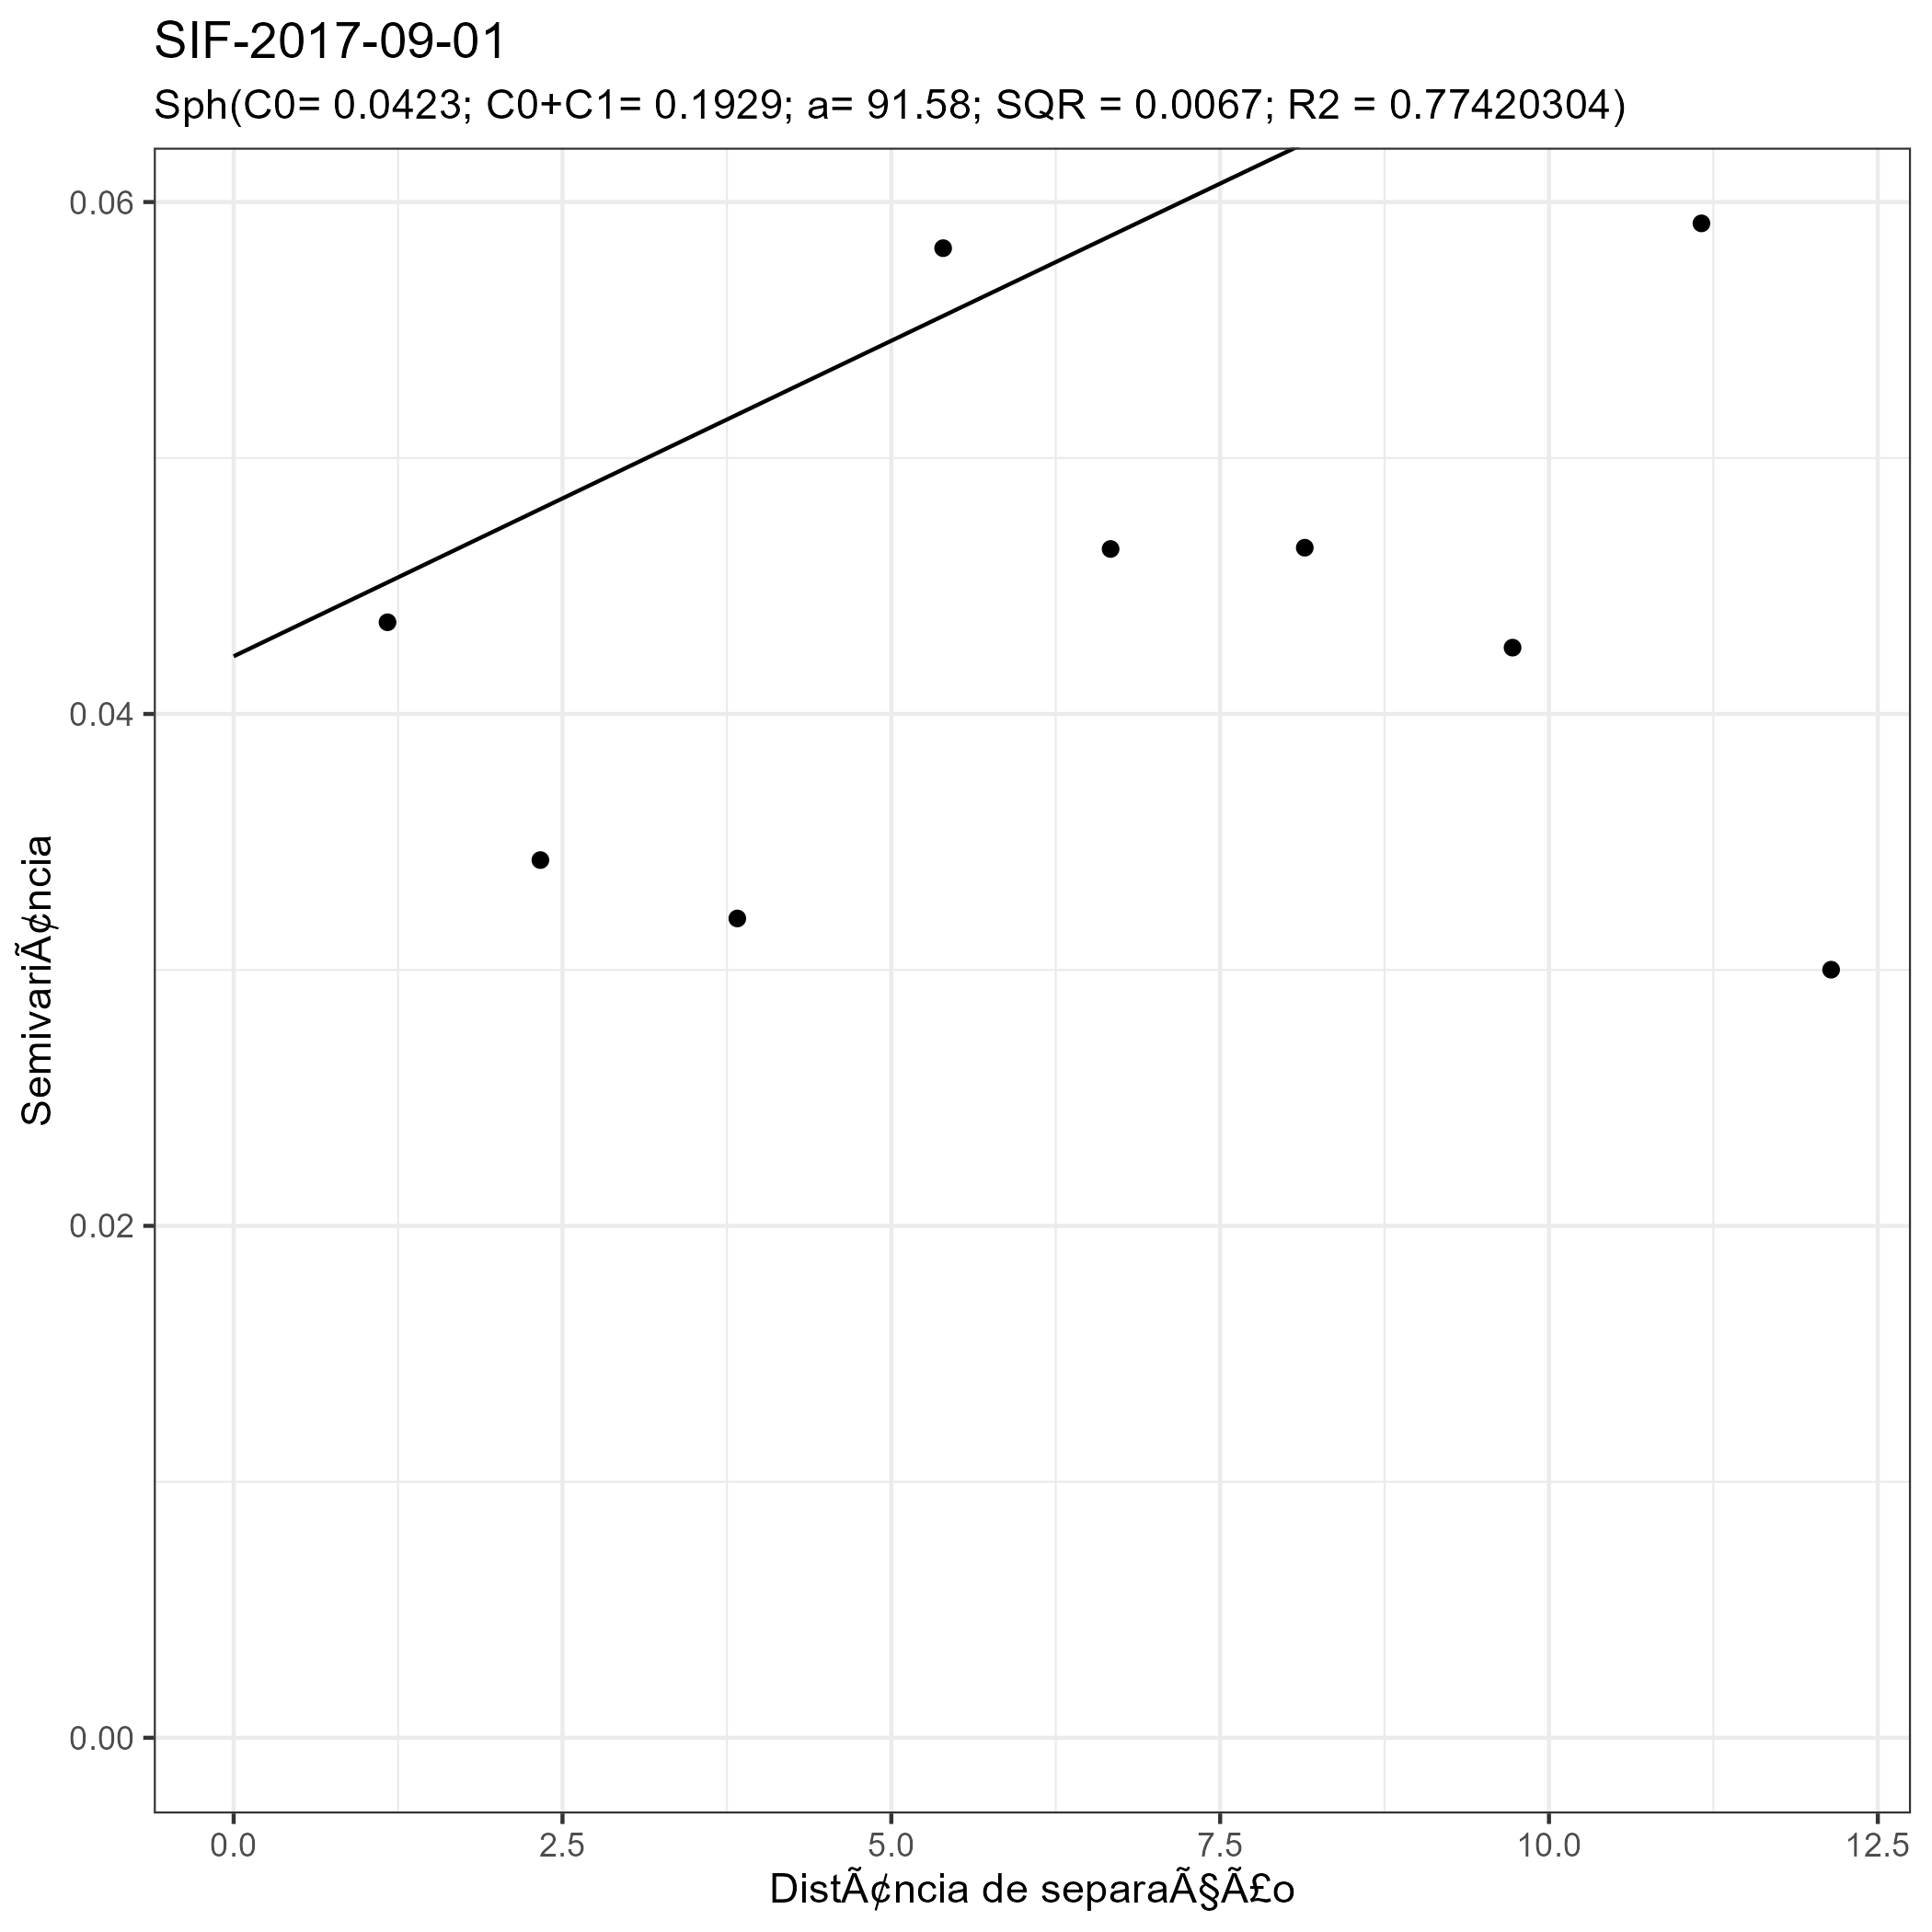 SIF-2017-09-01
Sph(C0= 0.0423; C0+C1= 0.1929; a= 91.58; SQR = 0.0067; R2 = 0.77420304)
0.06
0.04
0.02
0.00
SemivariÃ¢ncia
0.0 2.5 5.0 7.5 10.0 12.5
DistÃ¢ncia de separaÃ§Ã£o